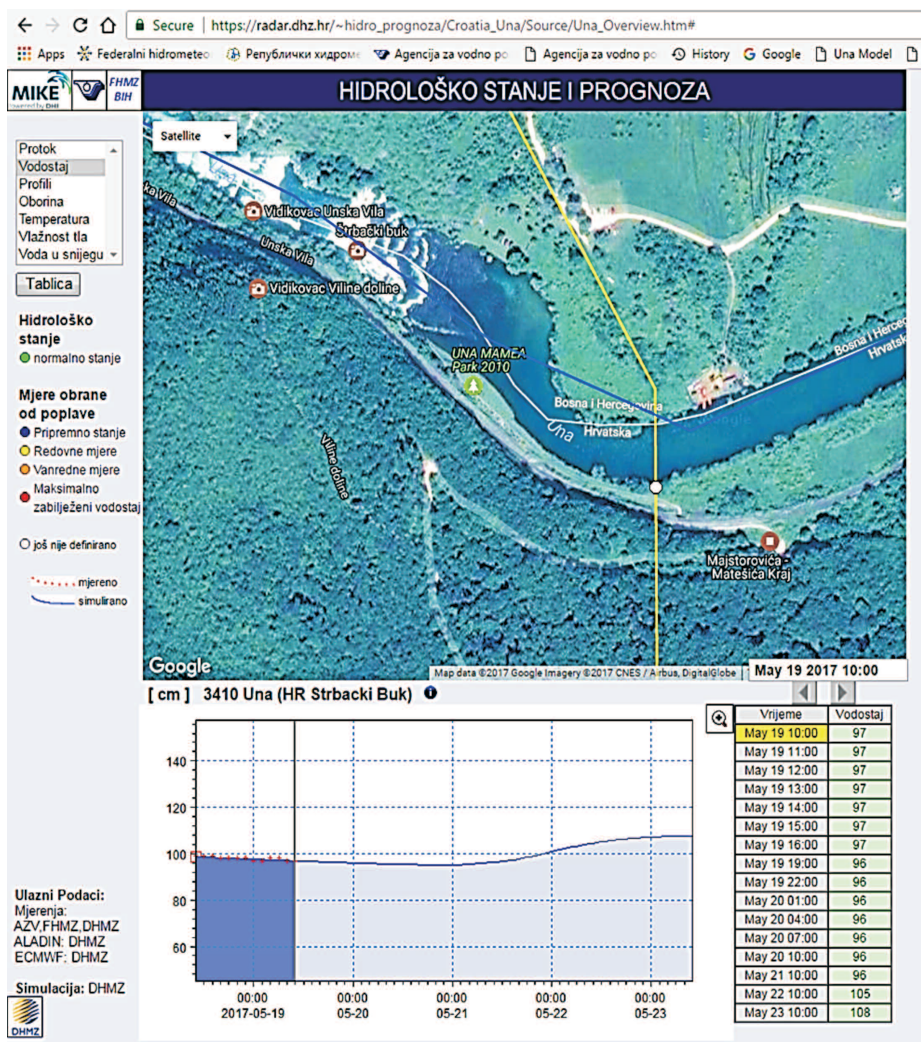 Secure | https://radar.dhz.hr/~hidro_prognoza/Croatia_Una/Source/Una_Overview.htm#
Apps Federalni hidrometeo Републички хидроме Agencija za vodno po Agencija za vodno po History Google Una Model
MIKE
powered by DHI
FHMZ
BIH
HIDROLOŠKO STANJE I PROGNOZA
Protok
Vodostaj
Profili
Oborina
Temperatura
Vlažnost tla
Voda u snijegu
Tablica
Hidrološko
stanje
normalno stanje
Mjere obrane
od poplave
Pripremno stanje
Redovne mjere
Vanredne mjere
Maksimalno
zabilježeni vodostaj
još nije definirano
mjereno
simulirano
Ulazni Podaci:
Mjerenja:
AZV,FHMZ,DHMZ
ALADIN: DHMZ
ECMWF: DHMZ
Simulacija: DHMZ
DHMZ
Satellite
ska Vila
Vidikovac Unska Vila
Štrbački buk
Unska Vila
Vidikovac Viline doline
UNA MAMEA
Park 2010
Bosna i Hercegovina
Hrvatska
Bosna i Herceg
Hrvatsk
Una
Viline doline
Majstorovića -
Matešića Kraj
Google
Map data ©2017 Google Imagery ©2017 CNES / Airbus, DigitalGlobe
May 19 2017 10:00
[ cm ] 3410 Una (HR Strbacki Buk)
140
120
100
80
60
00:00 00:00 00:00 00:00 00:00
2017-05-19 05-20 05-21 05-22 05-23
Vrijeme Vodostaj
May 19 10:00 97
May 19 11:00 97
May 19 12:00 97
May 19 13:00 97
May 19 14:00 97
May 19 15:00 97
May 19 16:00 97
May 19 19:00 96
May 19 22:00 96
May 20 01:00 96
May 20 04:00 96
May 20 07:00 96
May 20 10:00 96
May 21 10:00 96
May 22 10:00 105
May 23 10:00 108